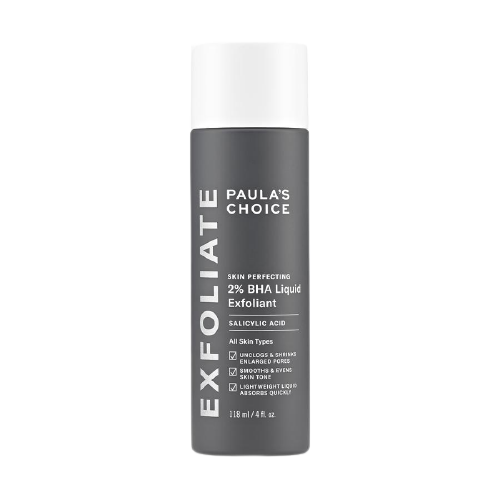 EXFOLIATE
PAULA'S
CHOICE
SKIN PERFECTING
2% BHA Liquid
Exfoliant
SALICYLIC ACID
All Skin Types
UNCLOGS & SHRINKS
ENLARGED PORES
SMOOTHS & EVENS
SKIN TONE
LIGHTWEIGHT LIQUID
ABSORBS QUICKLY
118 ml / 4 fl. oz.